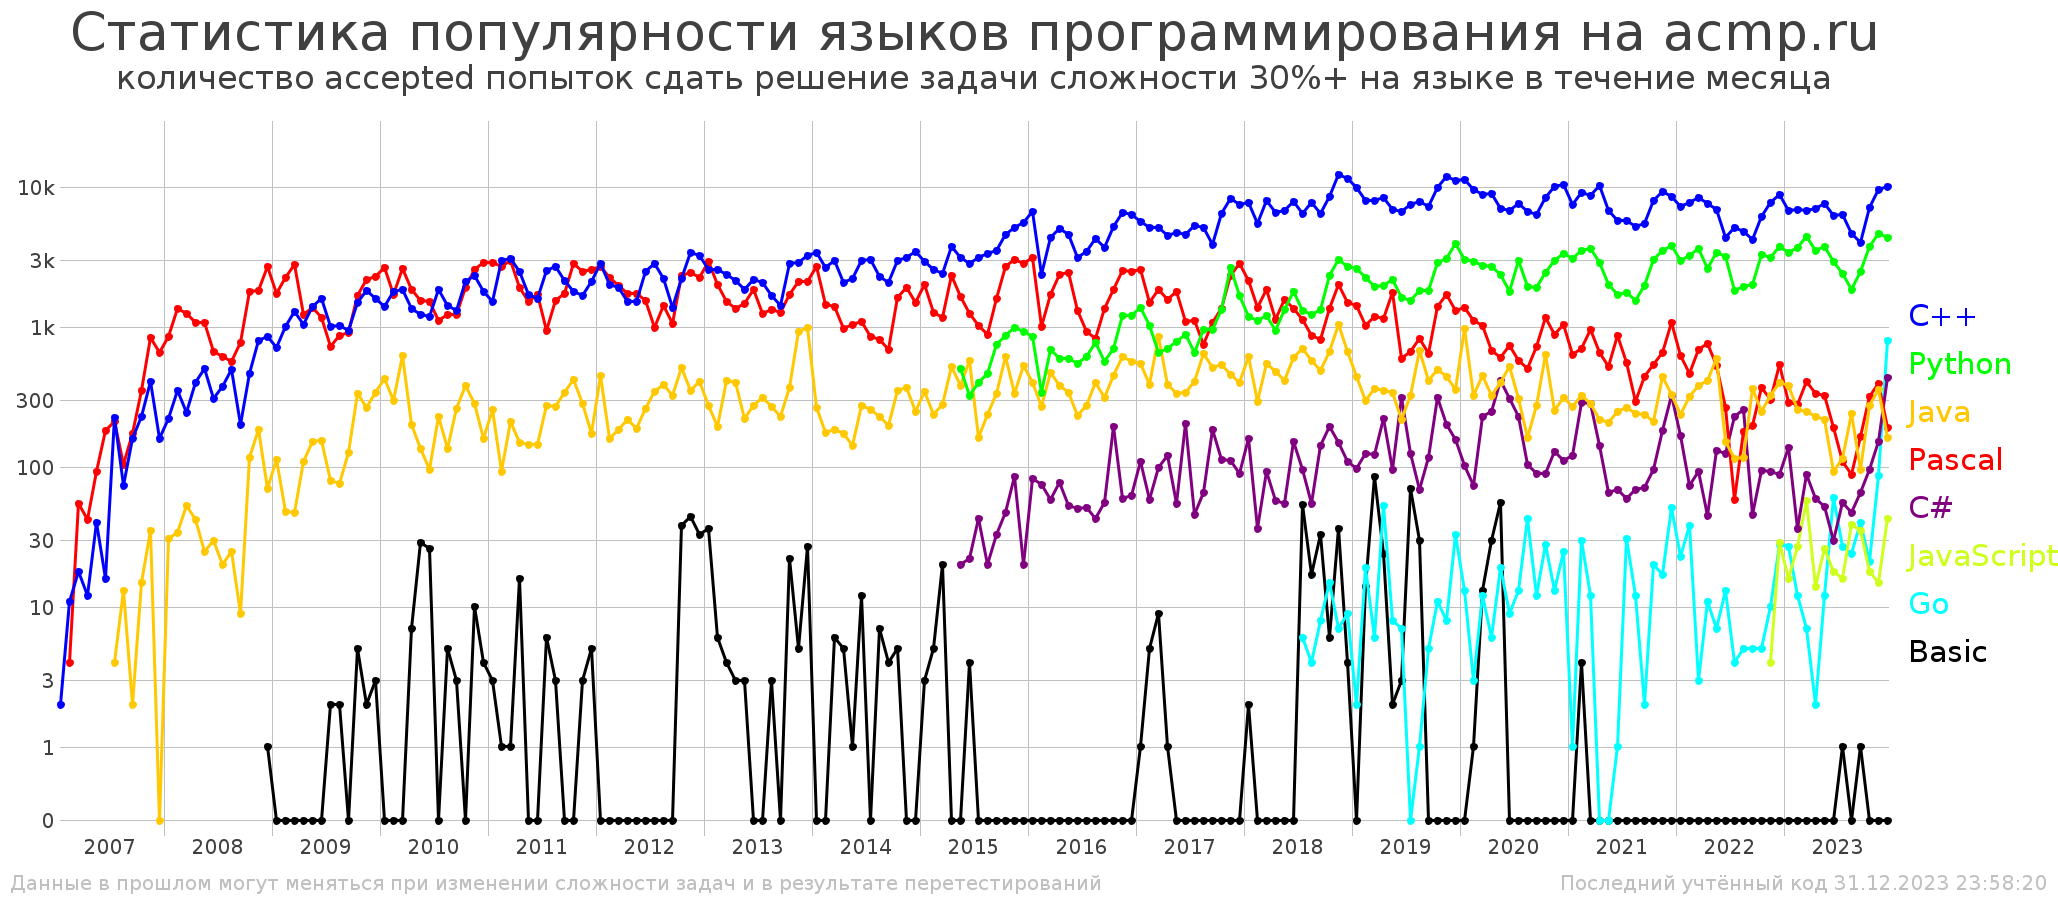 Статистика популярности языков программирования на acmp.ru
количество accepted попыток сдать решение задачи сложности 30%+ на языке в течение месяца
10k
3k
1k
300
100
30
10
3
1
0
C++
Python
Java
Pascal
C#
JavaScript
Go
Basic
2007 2008 2009 2010 2011 2012 2013 2014 2015 2016 2017 2018 2019 2020 2021 2022 2023
Данные в прошлом могут меняться при изменении сложности задач и в результате перетестирований
Последний учтённый код 31.12.2023 23:58:20